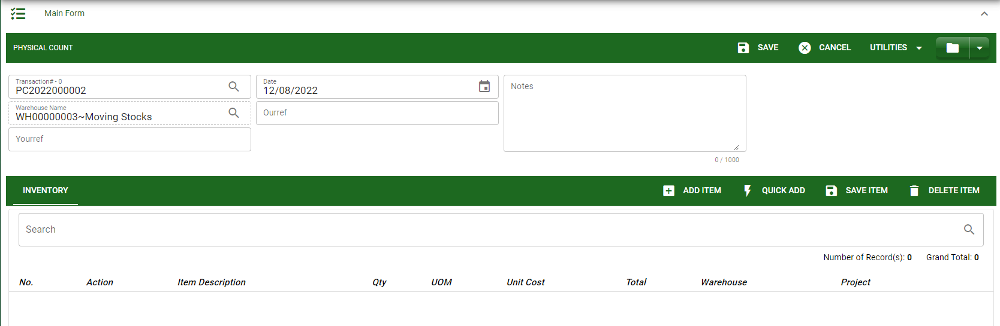 Main Form
PHYSICAL COUNT SAVE CANCEL UTILITIES
Transaction# - 0
PC2022000002
Date
12/08/2022
Notes
Warehouse Name
WH00000003~Moving Stocks
Ourref
Yourref
0 / 1000
INVENTORY ADD ITEM QUICK ADD SAVE ITEM DELETE ITEM
Search
Number of Record(s): 0 Grand Total: 0
No. Action Item Description Qty UOM Unit Cost Total Warehouse Project